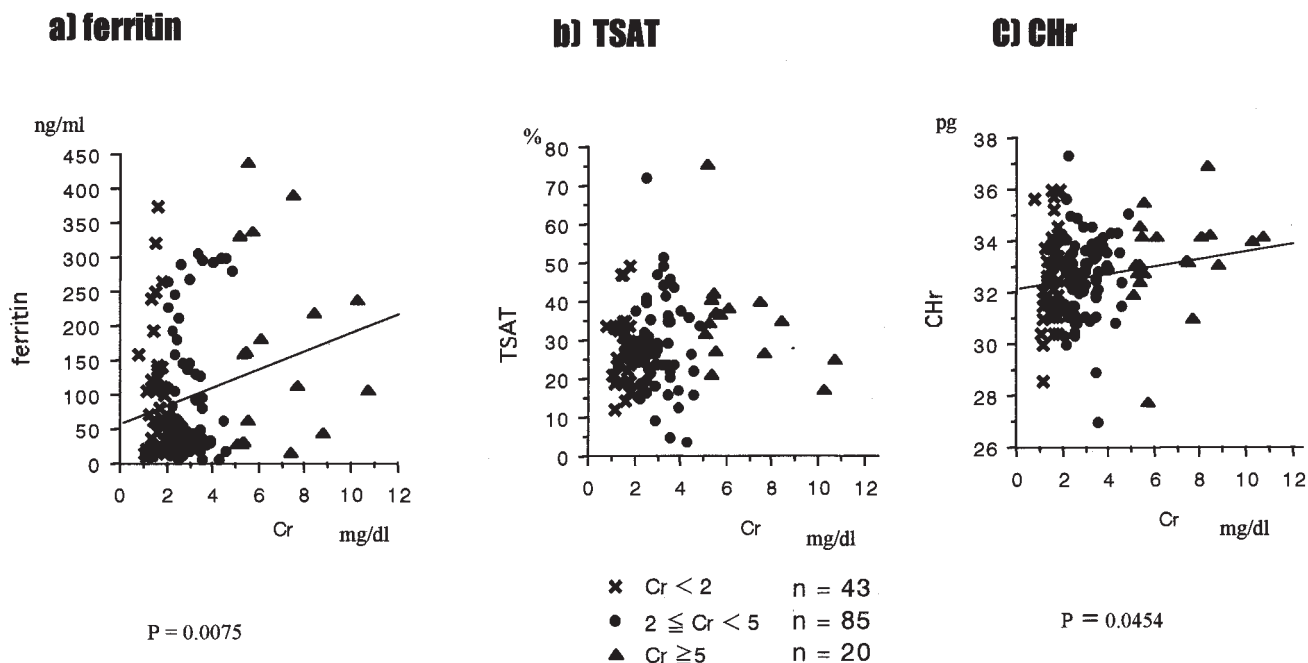 a) ferritin
ng/ml
450
400
350
300
250
200
150
100
50
0
ferritin
0 2 4 6 8 10 12
Cr mg/dl
P = 0.0075
b) TSAT
%
80
70
60
50
40
30
20
10
0
TSAT
0 2 4 6 8 10 12
Cr mg/dl
Cr < 2 n = 43
2 ≦ Cr < 5 n = 85
Cr ≧5 n = 20
C) CHr
pg
38
36
34
32
30
28
26
CHr
0 2 4 6 8 10 12
Cr mg/dl
P = 0.0454